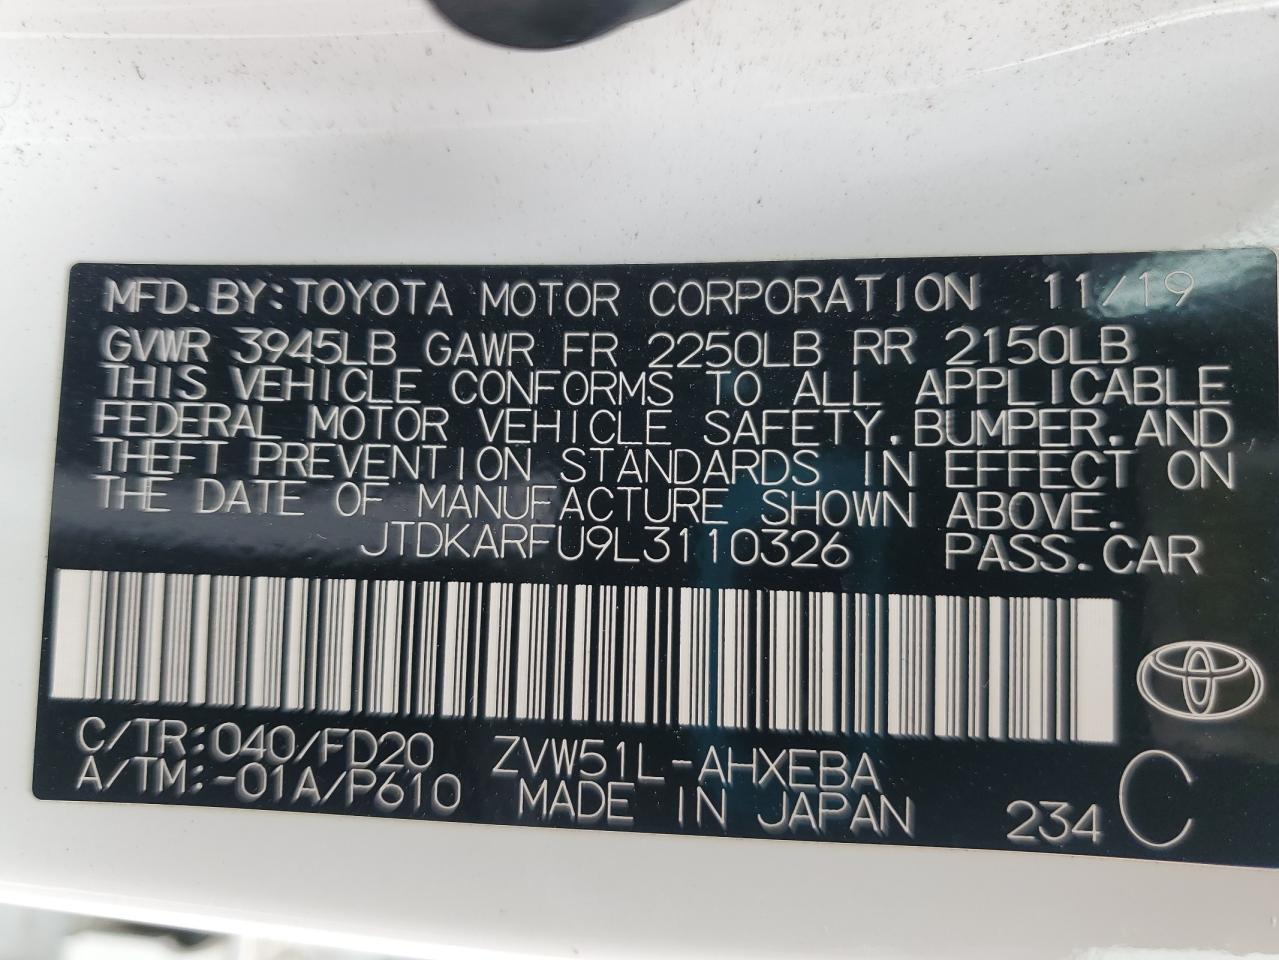 MFD.BY:TOYOTA MOTOR CORPORATION 11/19
GVWR 3945LB GAWR FR 2250LB RR 2150LB
THIS VEHICLE CONFORMS TO ALL APPLICABLE
FEDERAL MOTOR VEHICLE SAFETY,BUMPER,AND
THEFT PREVENTION STANDARDS IN EFFECT ON
THE DATE OF MANUFACTURE SHOWN ABOVE.
JTDKARFU9L3110326 PASS.CAR
C/TR:040/FD20 ZVW51L-AHXEBA
A/TM:-01A/P610 MADE IN JAPAN 234 C